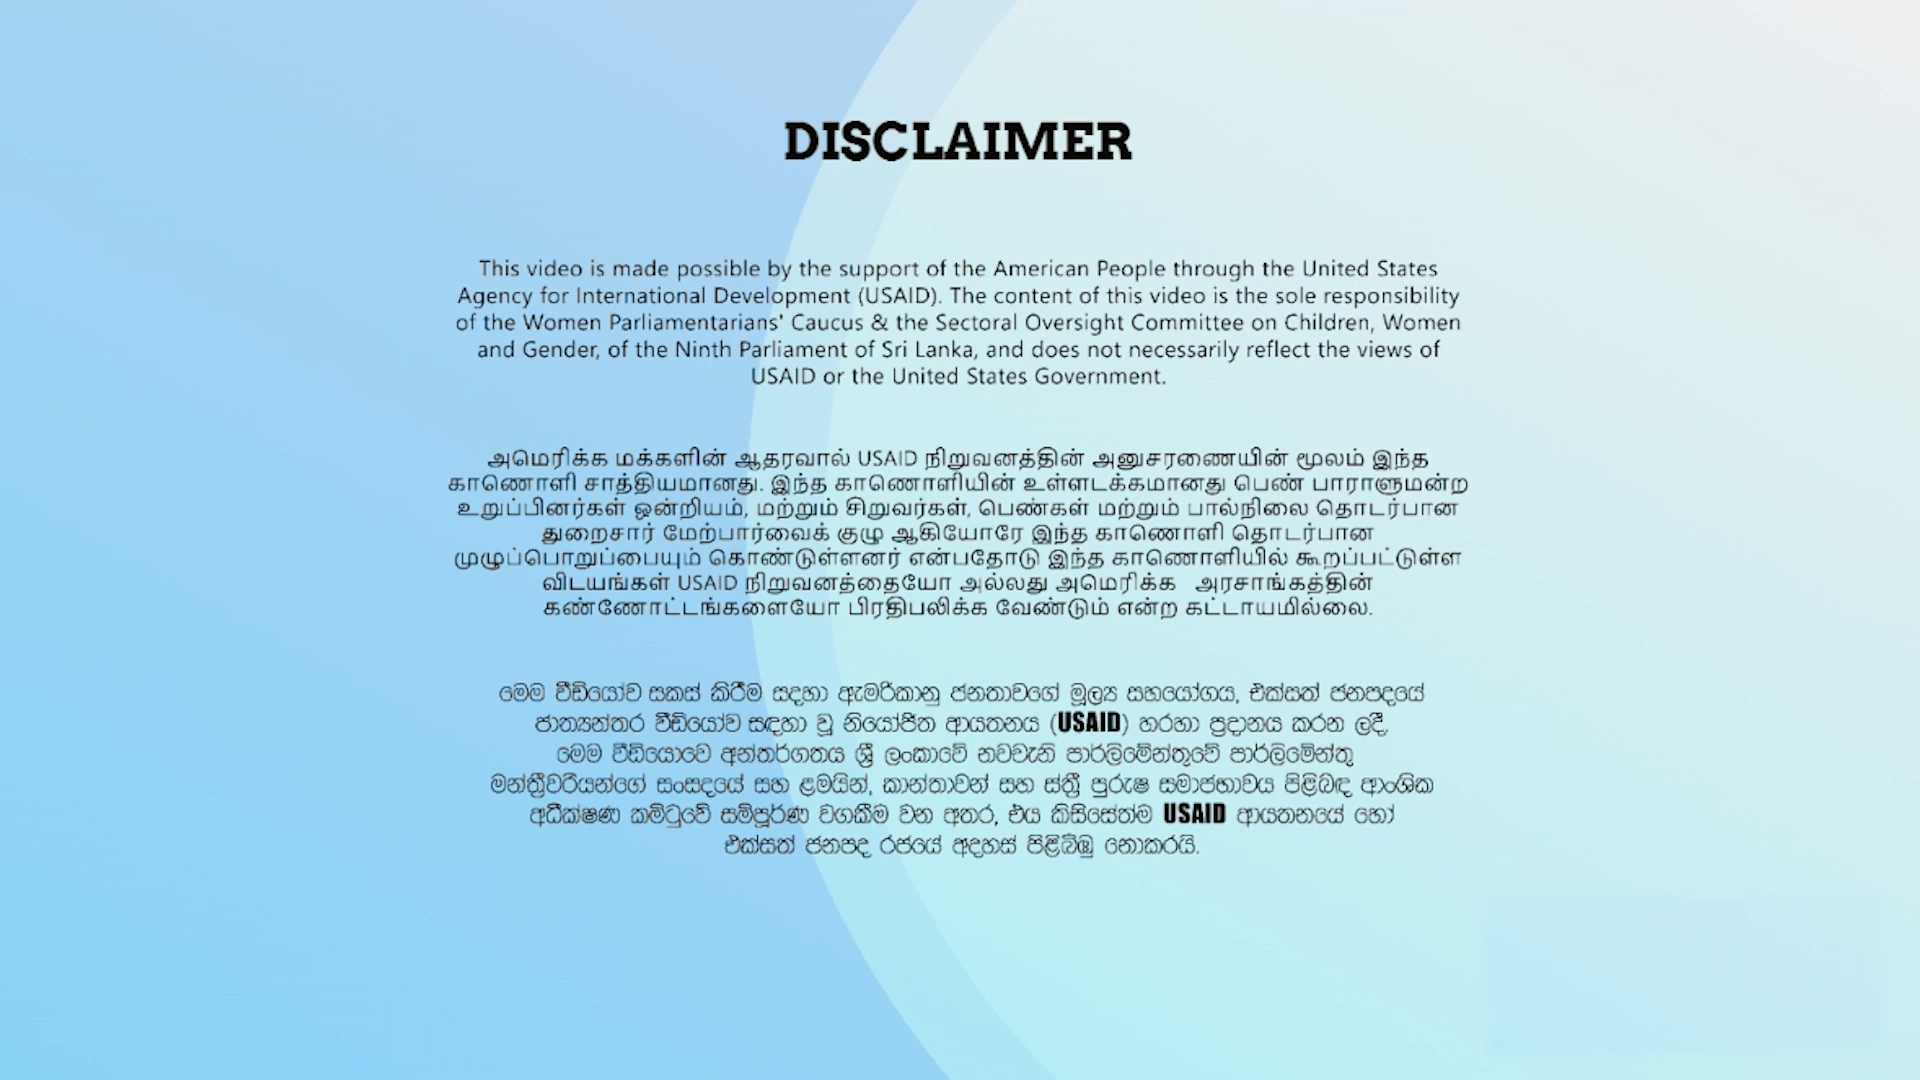 DISCLAIMER
This video is made possible by the support of the American People through the United States
Agency for International Development (USAID). The content of this video is the sole responsibility
of the Women Parliamentarians' Caucus & the Sectoral Oversight Committee on Children, Women
and Gender, of the Ninth Parliament of Sri Lanka, and does not necessarily reflect the views of
USAID or the United States Government.
அமெரிக்க மக்களின் ஆதரவால் USAID நிறுவனத்தின் அனுசரணையின் மூலம் இந்த
காணொளி சாத்தியமானது. இந்த காணொளியின் உள்ளடக்கமானது பெண் பாராளுமன்ற
உறுப்பினர்கள் ஒன்றியம், மற்றும் சிறுவர்கள், பெண்கள் மற்றும் பால்நிலை தொடர்பான
துறைசார் மேற்பார்வைக் குழு ஆகியோரே இந்த காணொளி தொடர்பான
முழுப்பொறுப்பையும் கொண்டுள்ளனர் என்பதோடு இந்த காணொளியில் கூறப்பட்டுள்ள
விடயங்கள் USAID நிறுவனத்தையோ அல்லது அமெரிக்க அரசாங்கத்தின்
கண்ணோட்டங்களையோ பிரதிபலிக்க வேண்டும் என்ற கட்டாயமில்லை.
මෙම වීඩියෝව සකස් කිරීම සදහා ඇමරිකානු ජනතාවගේ මූල්‍ය සහයෝගය, එක්සත් ජනපදයේ
ජාත්‍යන්තර වීඩියෝව සඳහා වූ නියෝජිත ආයතනය (USAID) හරහා ප්‍රදානය කරන ලදී.
මෙම වීඩියොවෙ අන්තර්ගතය ශ්‍රී ලංකාවේ නවවැනි පාර්ලිමේන්තුවේ පාර්ලිමේන්තු
මන්ත්‍රීවරියන්ගේ සංසදයේ සහ ළමයින්, කාන්තාවන් සහ ස්ත්‍රී පුරුෂ සමාජභාවය පිළිබඳ ආංශික
අධීක්ෂණ කමිටුවේ සම්පූර්ණ වගකීම වන අතර, එය කිසිසේත්ම USAID ආයතනයේ හෝ
එක්සත් ජනපද රජයේ අදහස් පිළිබිඹු නොකරයි.